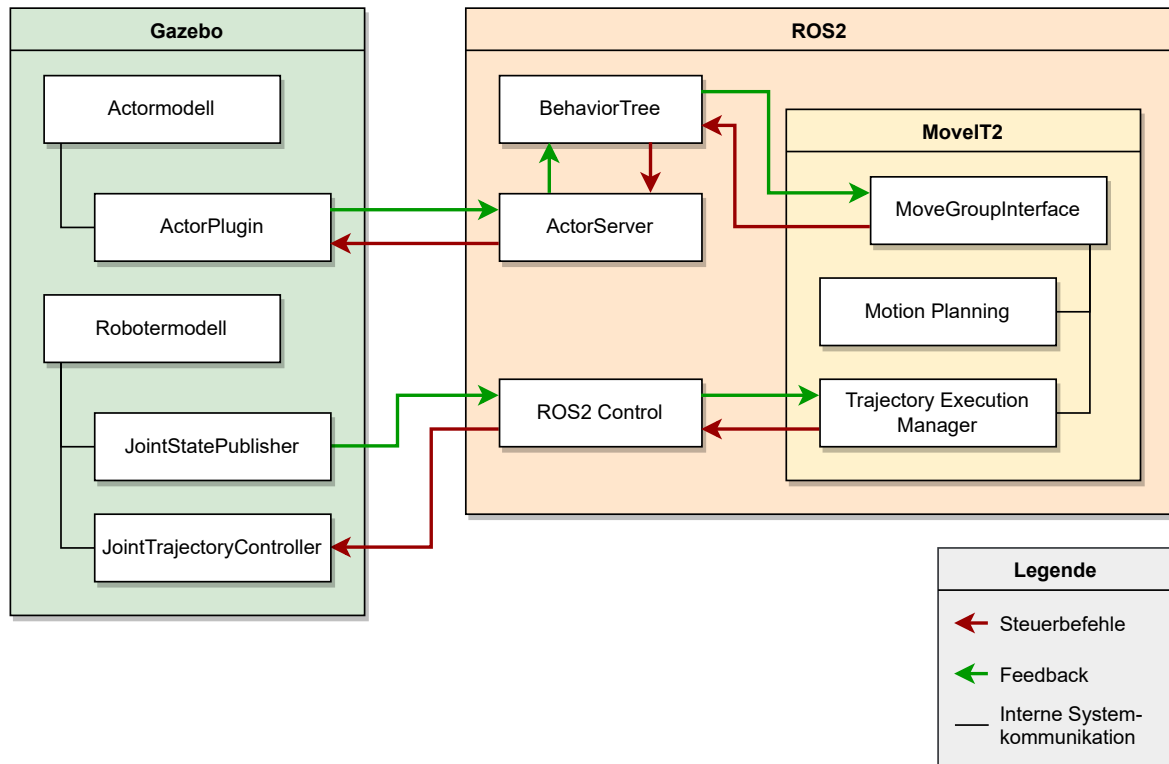 Gazebo
Actormodell
ActorPlugin
Robotermodell
JointStatePublisher
JointTrajectoryController
ROS2
BehaviorTree
ActorServer
ROS2 Control
MoveIT2
MoveGroupInterface
Motion Planning
Trajectory Execution
Manager
Legende
Steuerbefehle
Feedback
Interne System-
kommunikation